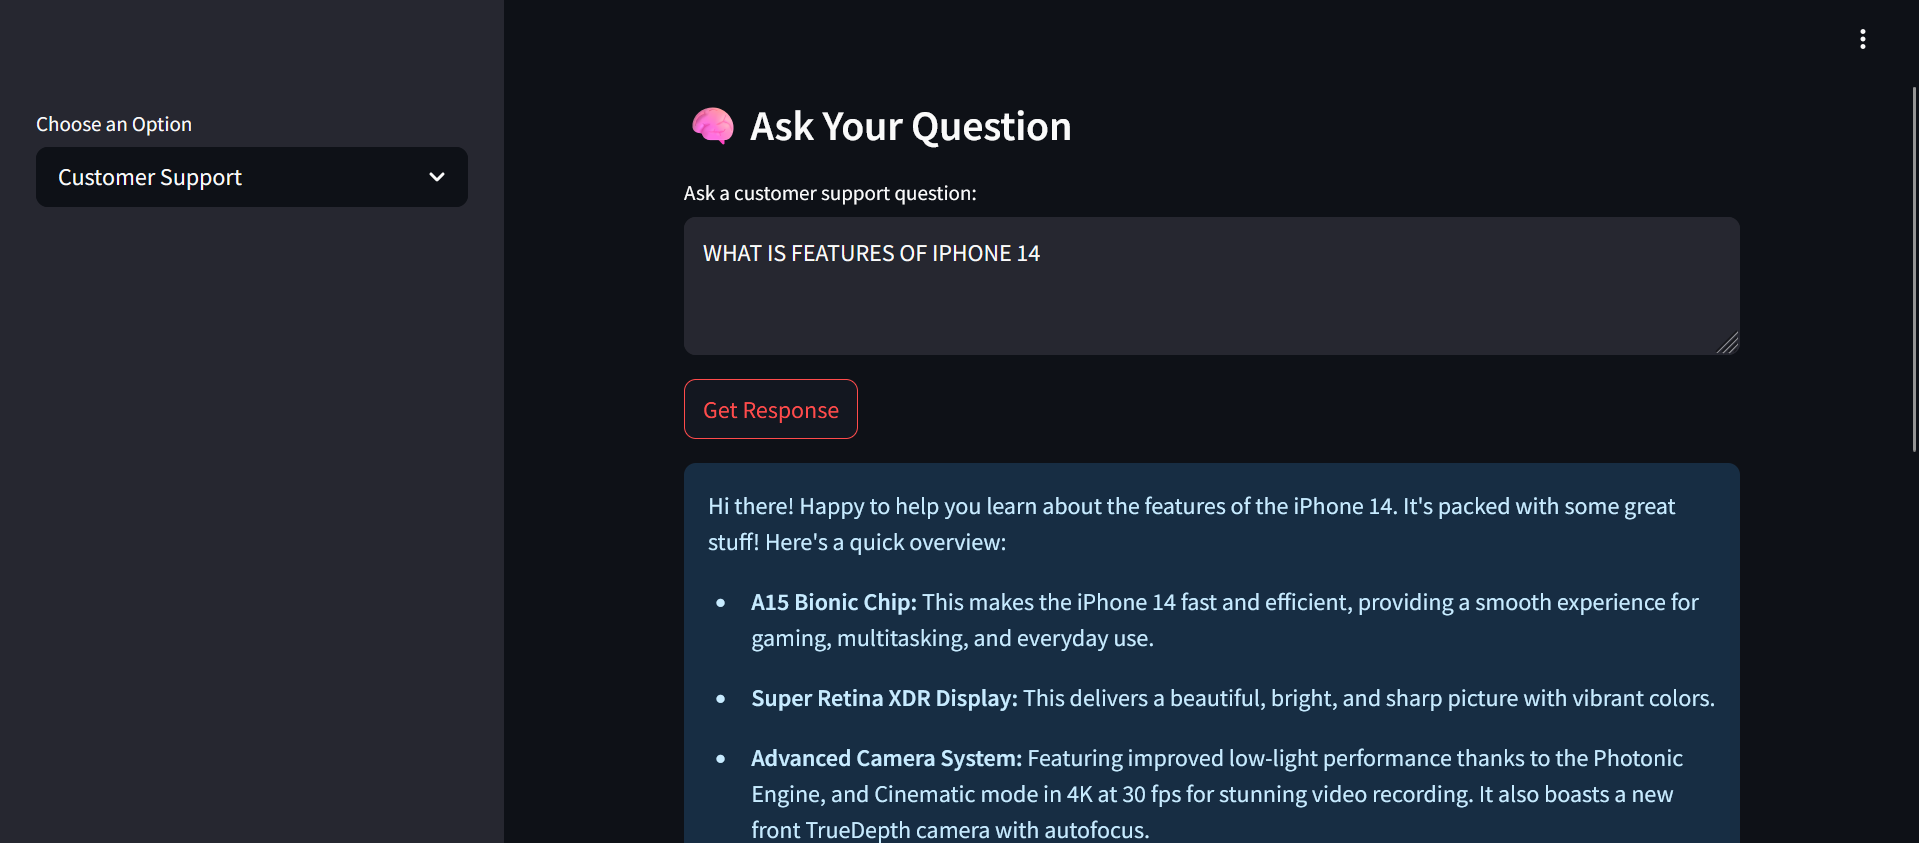 Choose an Option
Customer Support
Ask Your Question
Ask a customer support question:
WHAT IS FEATURES OF IPHONE 14
Get Response
Hi there! Happy to help you learn about the features of the iPhone 14. It's packed with some great
stuff! Here's a quick overview:
A15 Bionic Chip: This makes the iPhone 14 fast and efficient, providing a smooth experience for
gaming, multitasking, and everyday use.
Super Retina XDR Display: This delivers a beautiful, bright, and sharp picture with vibrant colors.
Advanced Camera System: Featuring improved low-light performance thanks to the Photonic
Engine, and Cinematic mode in 4K at 30 fps for stunning video recording. It also boasts a new
front TrueDepth camera with autofocus.